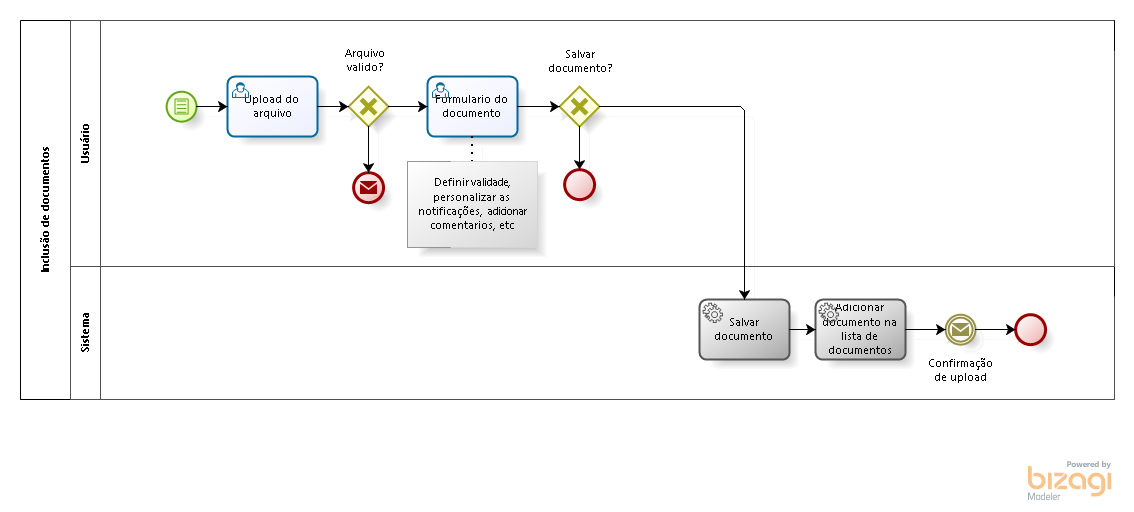 Inclusão de documentos
Usuário
Upload do
arquivo
Arquivo
valido?
Formulario do
documento
Definir validade,
personalizar as
notificações, adicionar
comentarios, etc
Salvar
documento?
Sistema
Salvar
documento
Adicionar
documento na
lista de
documentos
Confirmação
de upload
Powered by
bizagi
Modeler